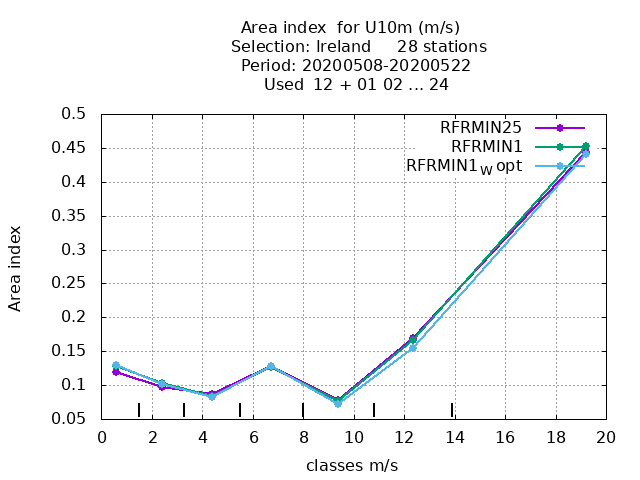 Area index  for U10m (m/s)
Selection: Ireland     28 stations
Period: 20200508-20200522
Used  12 + 01 02 ... 24
0.5
RFRMIN25
0.45
RFRMIN1
RFRMIN1W opt
0.4
0.35
0.3
Area index
0.25
0.2
0.15
0.1
0.05
0 2 4 6 8 10 12 14 16 18 20
classes m/s